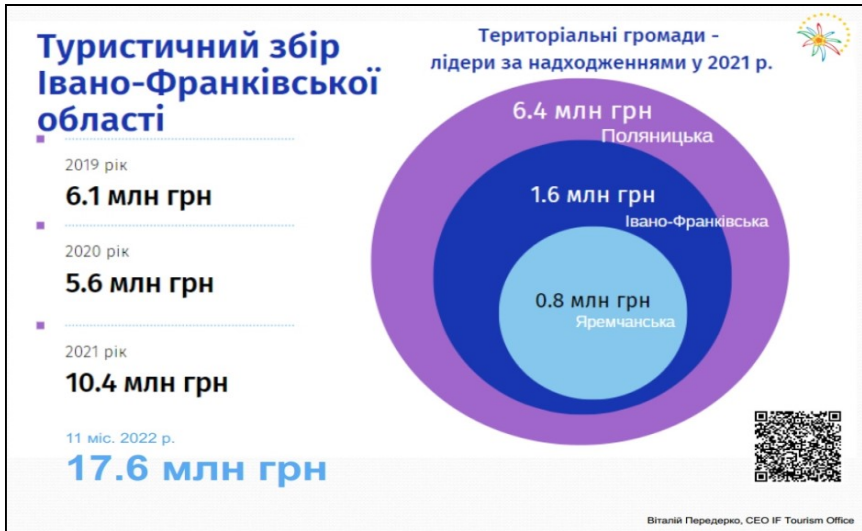 Туристичний збір
Івано-Франківської
області
2019 рік
6.1 млн грн
2020 рік
5.6 млн грн
2021 рік
10.4 млн грн
11 міс. 2022 р.
17.6 млн грн
Територіальні громади -
лідери за надходженнями у 2021 р.
6.4 млн грн
Поляницька
1.6 млн грн
Івано-Франківська
0.8 млн грн
Яремчанська
Віталій Передерко, CEO IF Tourism Office